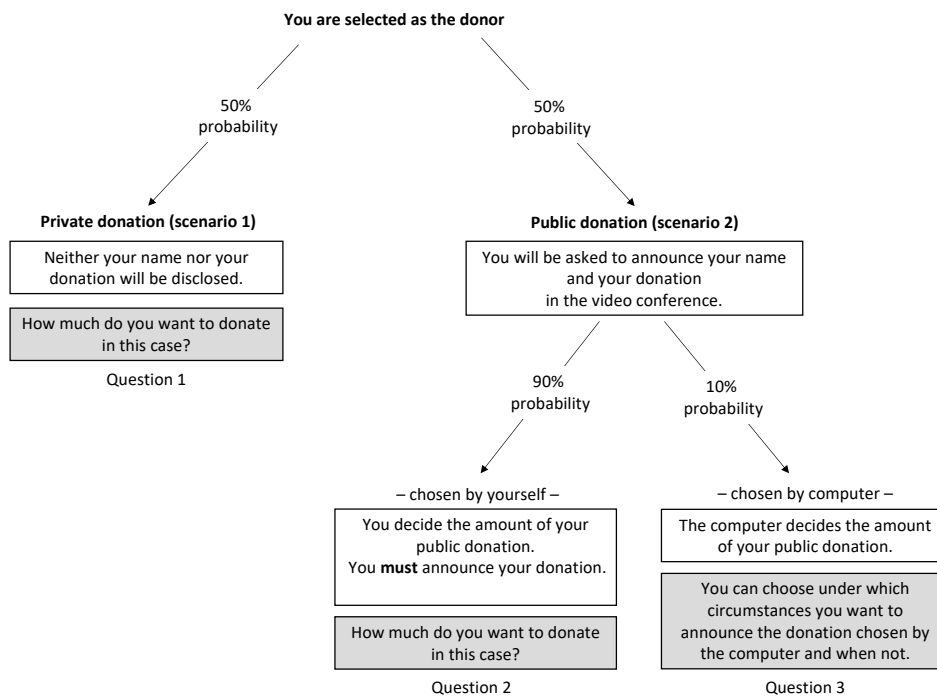 You are selected as the donor
50%
probability
50%
probability
Private donation (scenario 1)
Neither your name nor your
donation will be disclosed.
How much do you want to donate
in this case?
Question 1
Public donation (scenario 2)
You will be asked to announce your name
and your donation
in the video conference.
90%
probability
10%
probability
– chosen by yourself –
You decide the amount of your
public donation.
You must announce your donation.
How much do you want to donate
in this case?
Question 2
– chosen by computer –
The computer decides the amount
of your public donation.
You can choose under which
circumstances you want to
announce the donation chosen by
the computer and when not.
Question 3